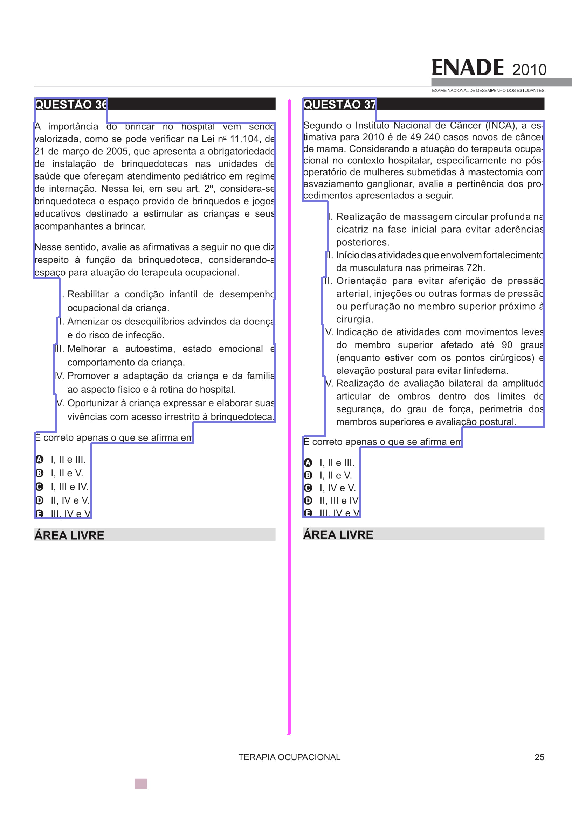 ENADE 2010
EXAME NACIONAL DE DESEMPENHO DOS ESTUDANTES
QUESTÃO 36
A importância do brincar no hospital vem sendo
valorizada, como se pode verificar na Lei nº 11.104, de
21 de março de 2005, que apresenta a obrigatoriedade
de instalação de brinquedotecas nas unidades de
saúde que ofereçam atendimento pediátrico em regime
de internação. Nessa lei, em seu art. 2º, considera-se
brinquedoteca o espaço provido de brinquedos e jogos
educativos destinado a estimular as crianças e seus
acompanhantes a brincar.
Nesse sentido, avalie as afirmativas a seguir no que diz
respeito à função da brinquedoteca, considerando-a
espaço para atuação do terapeuta ocupacional.
I. Reabilitar a condição infantil de desempenho
ocupacional da criança.
II. Amenizar os desequilíbrios advindos da doença
e do risco de infecção.
III. Melhorar a autoestima, estado emocional e
comportamento da criança.
IV. Promover a adaptação da criança e da família
ao aspecto físico e à rotina do hospital.
V. Oportunizar à criança expressar e elaborar suas
vivências com acesso irrestrito à brinquedoteca.
É correto apenas o que se afirma em
A I, II e III.
B I, II e V.
C I, III e IV.
D II, IV e V.
E III, IV e V.
ÁREA LIVRE
QUESTÃO 37
Segundo o Instituto Nacional de Câncer (INCA), a es-
timativa para 2010 é de 49 240 casos novos de câncer
de mama. Considerando a atuação do terapeuta ocupa-
cional no contexto hospitalar, especificamente no pós-
operatório de mulheres submetidas à mastectomia com
esvaziamento ganglionar, avalie a pertinência dos pro-
cedimentos apresentados a seguir.
I. Realização de massagem circular profunda na
cicatriz na fase inicial para evitar aderências
posteriores.
II. Início das atividades que envolvem fortalecimento
da musculatura nas primeiras 72h.
III. Orientação para evitar aferição de pressão
arterial, injeções ou outras formas de pressão
ou perfuração no membro superior próximo à
cirurgia.
IV. Indicação de atividades com movimentos leves
do membro superior afetado até 90 graus
(enquanto estiver com os pontos cirúrgicos) e
elevação postural para evitar linfedema.
V. Realização de avaliação bilateral da amplitude
articular de ombros dentro dos limites de
segurança, do grau de força, perimetria dos
membros superiores e avaliação postural.
É correto apenas o que se afirma em
A I, II e III.
B I, II e V.
C I, IV e V.
D II, III e IV.
E III, IV e V.
ÁREA LIVRE
TERAPIA OCUPACIONAL
25